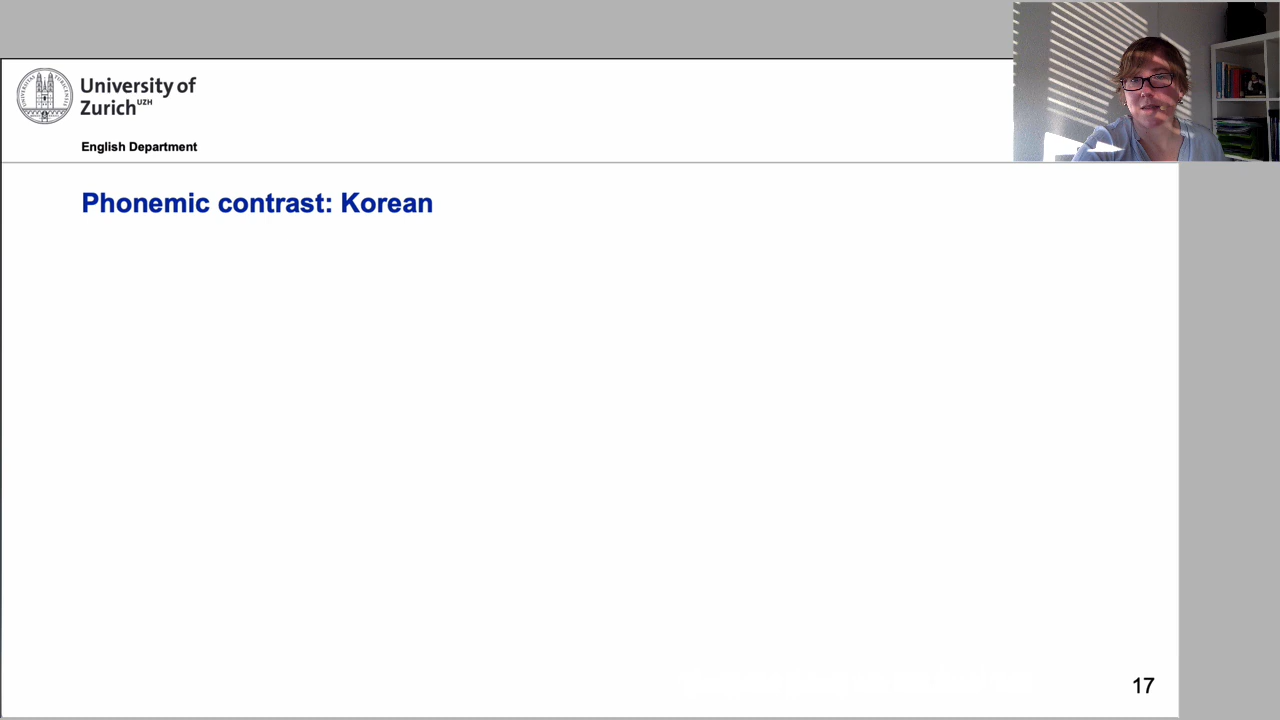 University of
Zurich UZH
English Department
Phonemic contrast: Korean
17